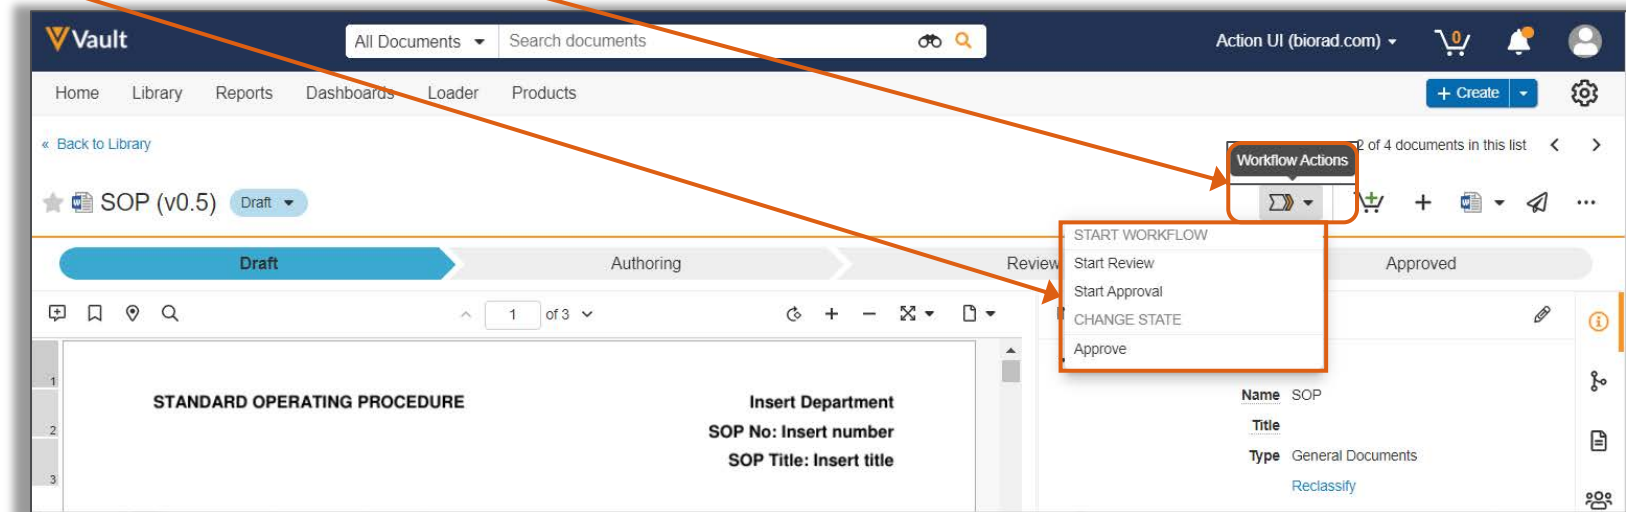 Vault
All Documents
Search documents
Action UI (biorad.com)
0
Home Library Reports Dashboards Loader Products
+ Create
« Back to Library
2 of 4 documents in this list
Workflow Actions
SOP (v0.5)
Draft
START WORKFLOW
Start Review
Start Approval
CHANGE STATE
Approve
Draft
Authoring
Review
Approved
1 of 3
1
2
3
STANDARD OPERATING PROCEDURE
Insert Department
SOP No: Insert number
SOP Title: Insert title
Name SOP
Title
Type General Documents
Reclassify